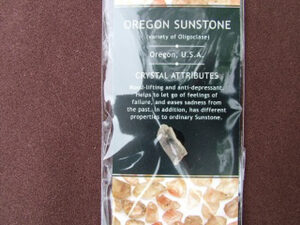 OREGON SUNSTONE
(variety of Oligoclase)
Oregon, U.S.A.
CRYSTAL ATTRIBUTES
Mood-lifting and anti-depressant.
Helps to let go of feelings of
failure, and eases sadness from
the past. In addition, has different
properties to ordinary Sunstone.